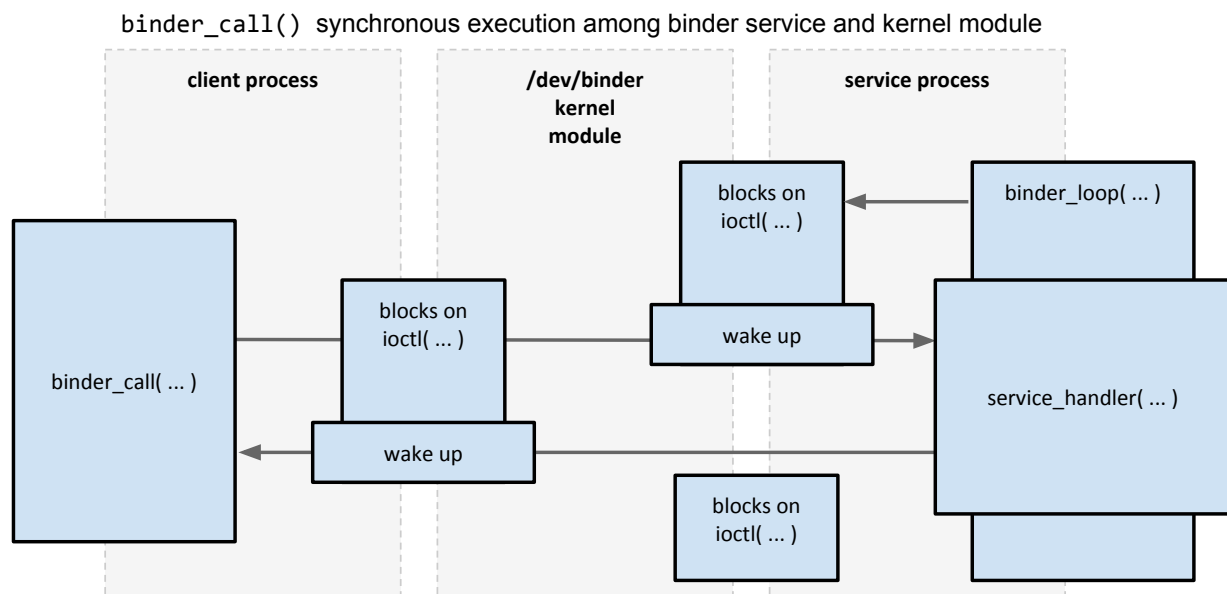 binder_call() synchronous execution among binder service and kernel module
client process
/dev/binder
kernel
module
service process
blocks on
ioctl( ... )
binder_loop( ... )
blocks on
ioctl( ... )
wake up
binder_call( ... )
service_handler( ... )
wake up
blocks on
ioctl( ... )